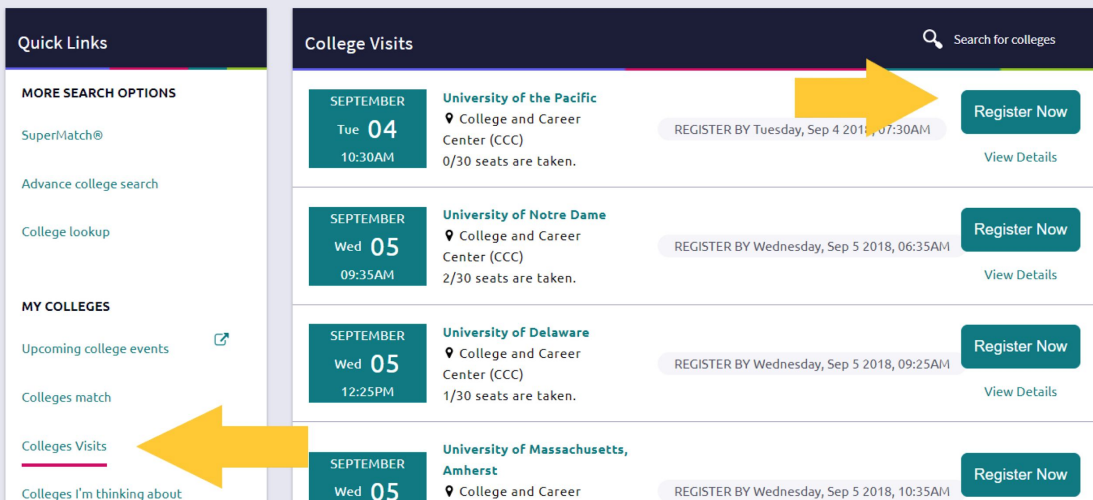 Quick Links
MORE SEARCH OPTIONS
SuperMatch®
Advance college search
College lookup
MY COLLEGES
Upcoming college events
Colleges match
Colleges Visits
Colleges I'm thinking about
College Visits
Search for colleges
SEPTEMBER
Tue 04
10:30AM
University of the Pacific
College and Career
Center (CCC)
0/30 seats are taken.
REGISTER BY Tuesday, Sep 4 2018, 07:30AM
Register Now
View Details
SEPTEMBER
Wed 05
09:35AM
University of Notre Dame
College and Career
Center (CCC)
2/30 seats are taken.
REGISTER BY Wednesday, Sep 5 2018, 06:35AM
Register Now
View Details
SEPTEMBER
Wed 05
12:25PM
University of Delaware
College and Career
Center (CCC)
1/30 seats are taken.
REGISTER BY Wednesday, Sep 5 2018, 09:25AM
Register Now
View Details
SEPTEMBER
Wed 05
University of Massachusetts,
Amherst
College and Career
REGISTER BY Wednesday, Sep 5 2018, 10:35AM
Register Now